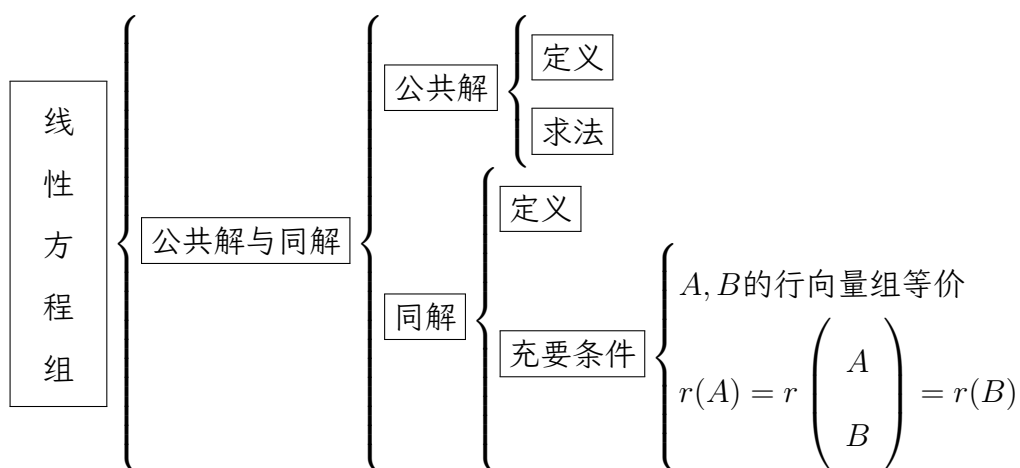 线性方程组
公共解与同解
公共解
定义
求法
同解
定义
充要条件
A, B的行向量组等价
r(A) = r(A B) = r(B)